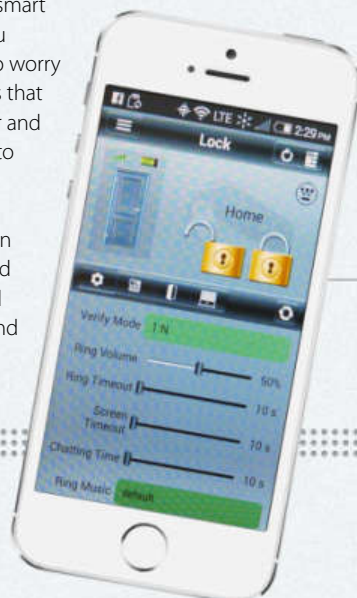 smart
u
o worry
s that
r and
to
n
d
l
nd
LTE 2:29 PM
Lock
Home
Verify Mode 1:N
Ring Volume 50%
Ring Timeout 10 s
Screen
Timeout 10 s
Chatting Time 10 s
Ring Music default